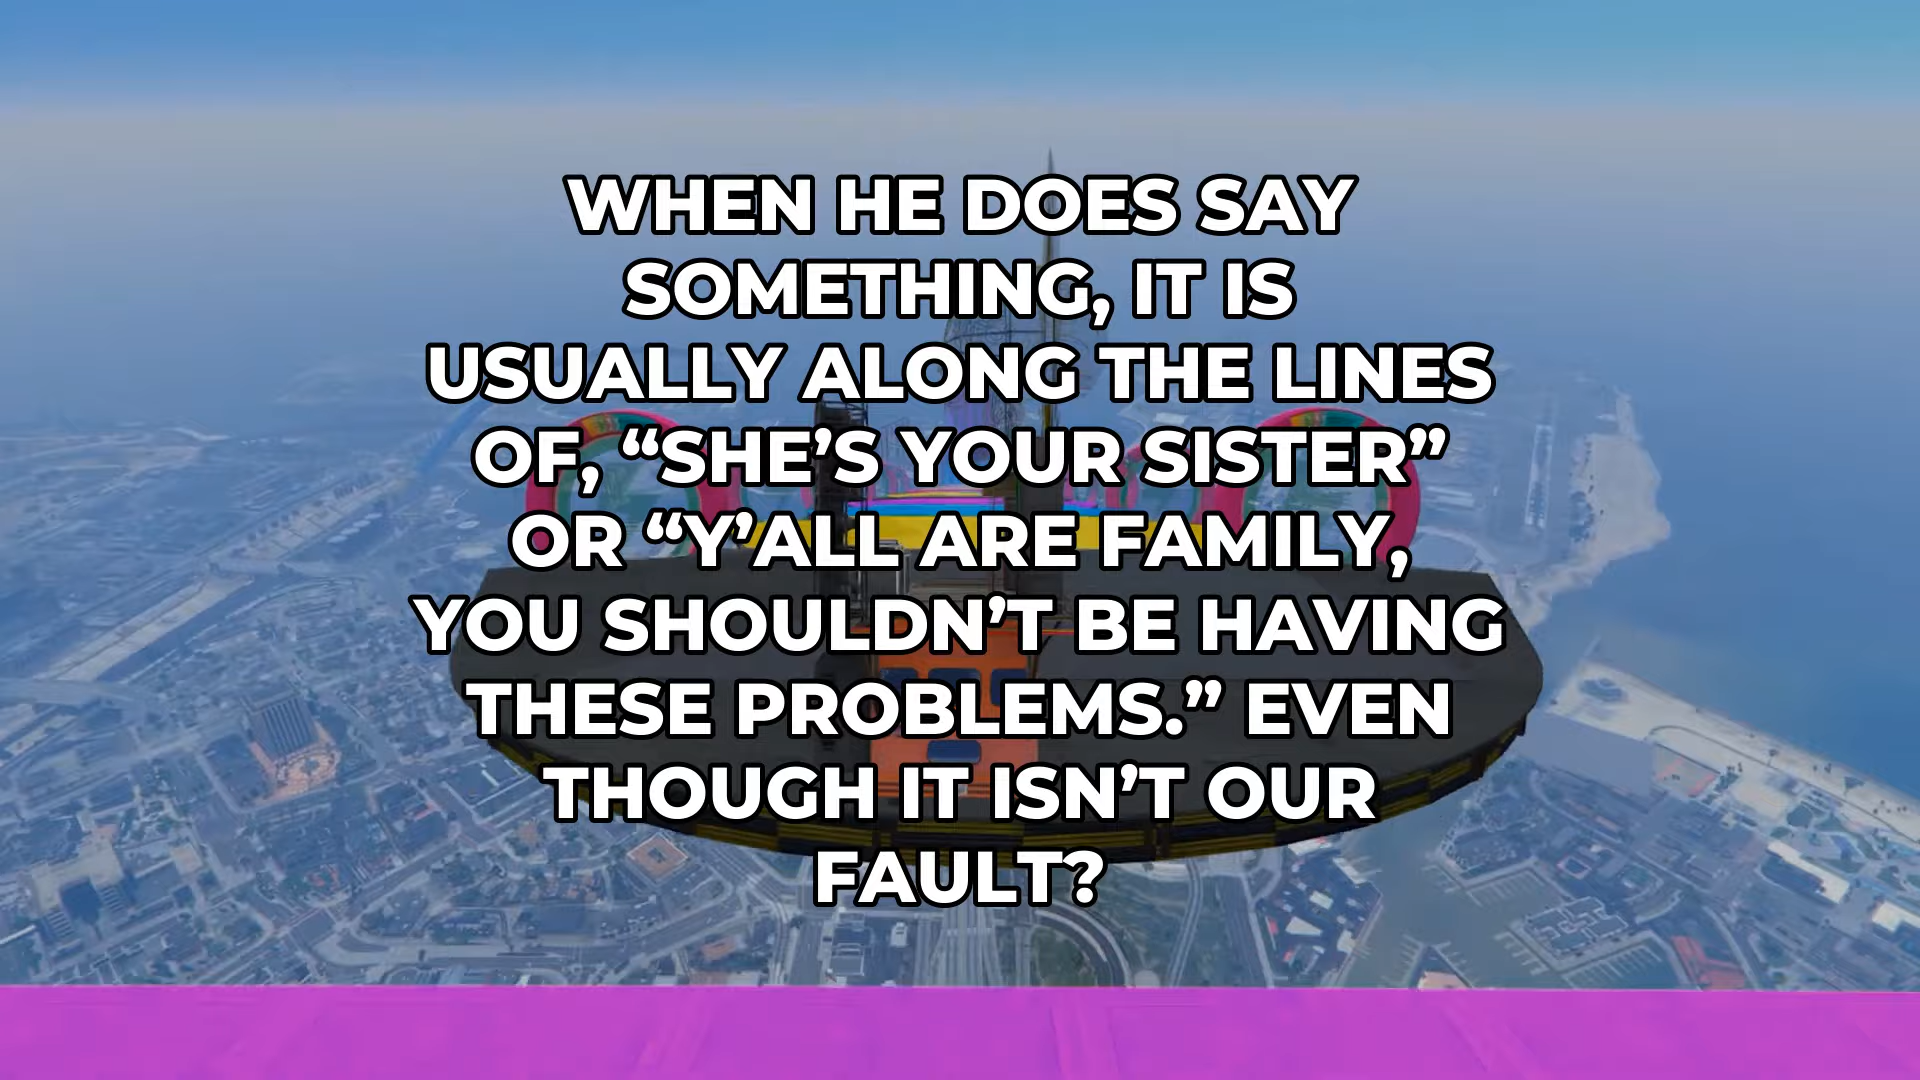 WHEN HE DOES SAY
SOMETHING, IT IS
USUALLY ALONG THE LINES
OF, “SHE’S YOUR SISTER”
OR “Y’ALL ARE FAMILY,
YOU SHOULDN’T BE HAVING
THESE PROBLEMS.” EVEN
THOUGH IT ISN’T OUR
FAULT?